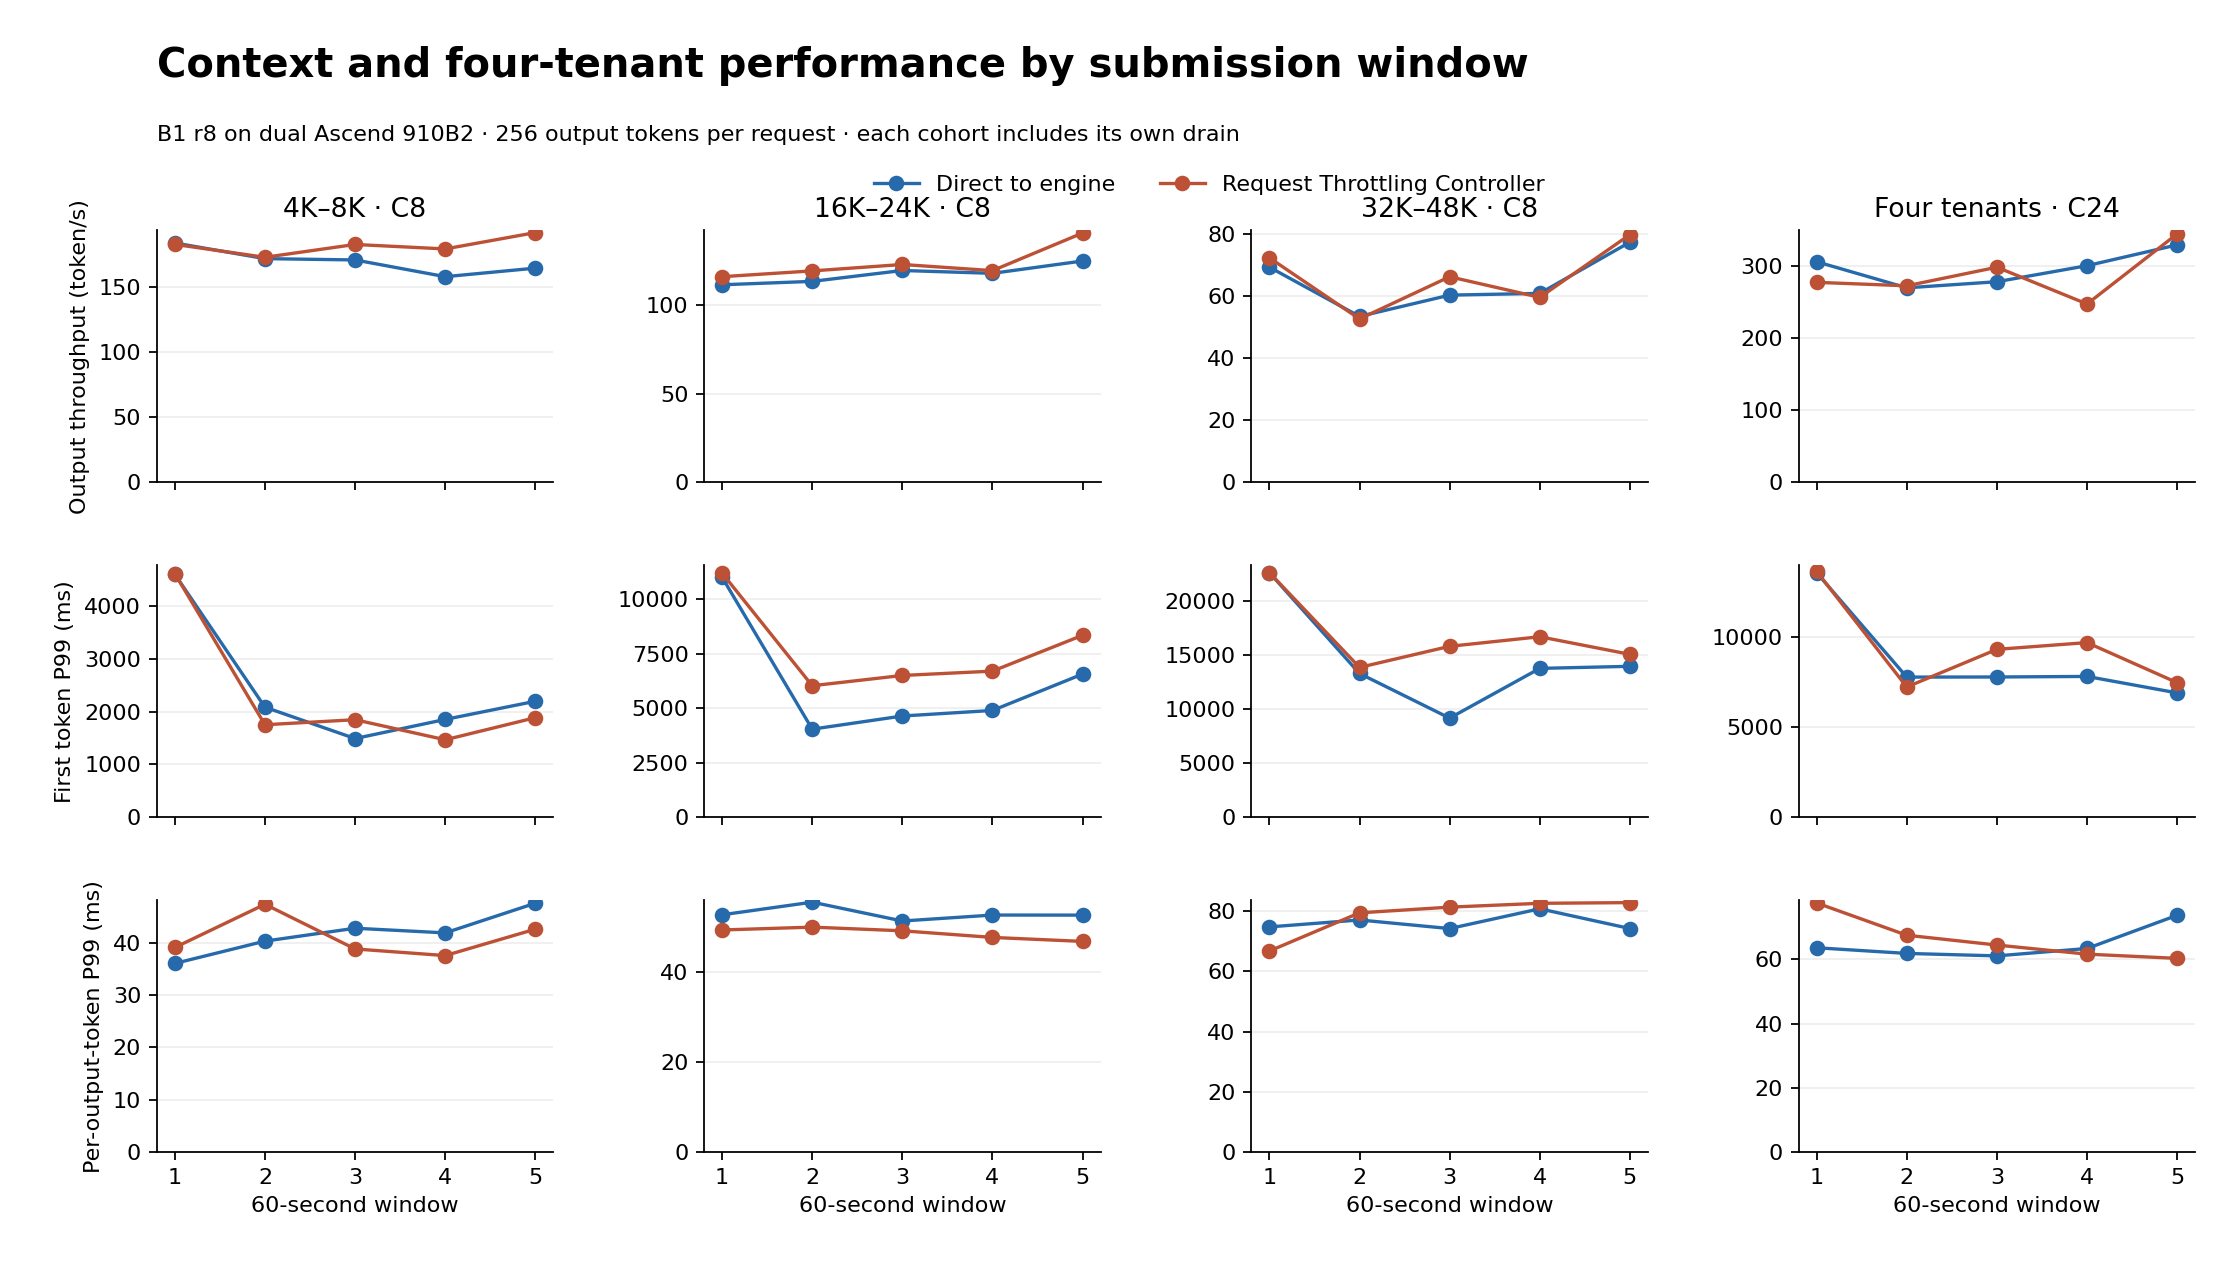 Context and four-tenant performance by submission window
B1 r8 on dual Ascend 910B2 · 256 output tokens per request · each cohort includes its own drain
Direct to engine
Request Throttling Controller
4K–8K · C8
16K–24K · C8
32K–48K · C8
Four tenants · C24
Output throughput (token/s)
150
100
50
0
100
50
0
80
60
40
20
0
300
200
100
0
First token P99 (ms)
4000
3000
2000
1000
0
10000
7500
5000
2500
0
20000
15000
10000
5000
0
10000
5000
0
Per-output-token P99 (ms)
40
30
20
10
0
40
20
0
80
60
40
20
0
60
40
20
0
1 2 3 4 5
1 2 3 4 5
1 2 3 4 5
1 2 3 4 5
60-second window
60-second window
60-second window
60-second window